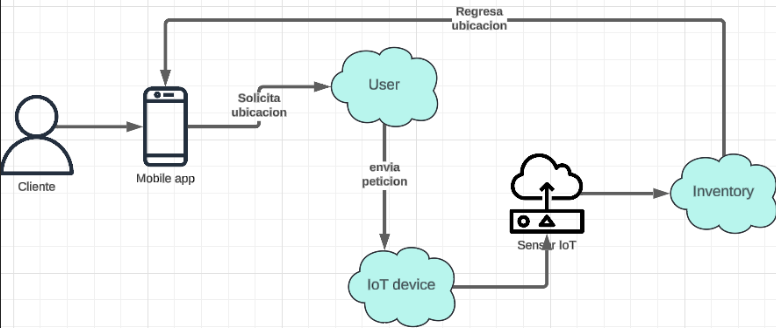 Regresa
ubicacion
User
Solicita
ubicacion
envia
peticion
Cliente
Mobile app
Inventory
Sensor IoT
IoT device